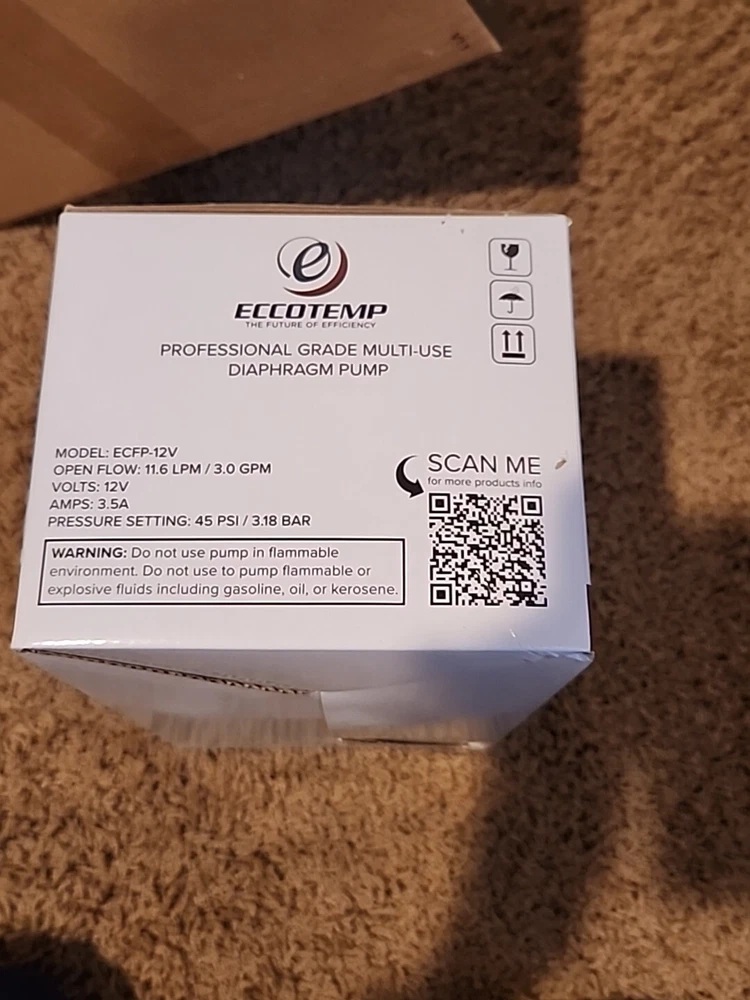 ECCOTEMP
THE FUTURE OF EFFICIENCY
PROFESSIONAL GRADE MULTI-USE
DIAPHRAGM PUMP
MODEL: ECFP-12V
OPEN FLOW: 11.6 LPM / 3.0 GPM
VOLTS: 12V
AMPS: 3.5A
PRESSURE SETTING: 45 PSI / 3.18 BAR
WARNING: Do not use pump in flammable
environment. Do not use to pump flammable or
explosive fluids including gasoline, oil, or kerosene.
SCAN ME
for more products info